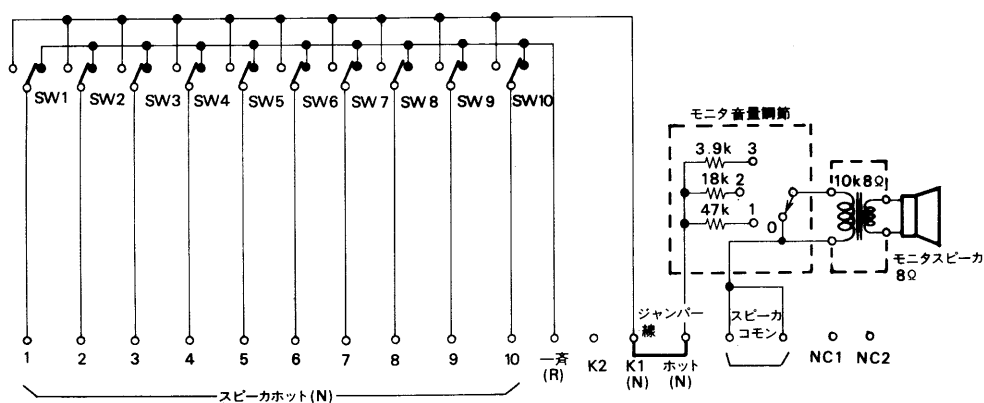 SW1 SW2 SW3 SW4 SW5 SW6 SW7 SW8 SW9 SW10
モニタ音量調節
3.9k 3
18k 2
47k 1
0
10k 8Ω
モニタスピーカ
8Ω
ジャンパー
線
スピーカ
コモン
1 2 3 4 5 6 7 8 9 10 一斉 K2 K1 ホット NC1 NC2
(R) (N) (N)
スピーカホット(N)